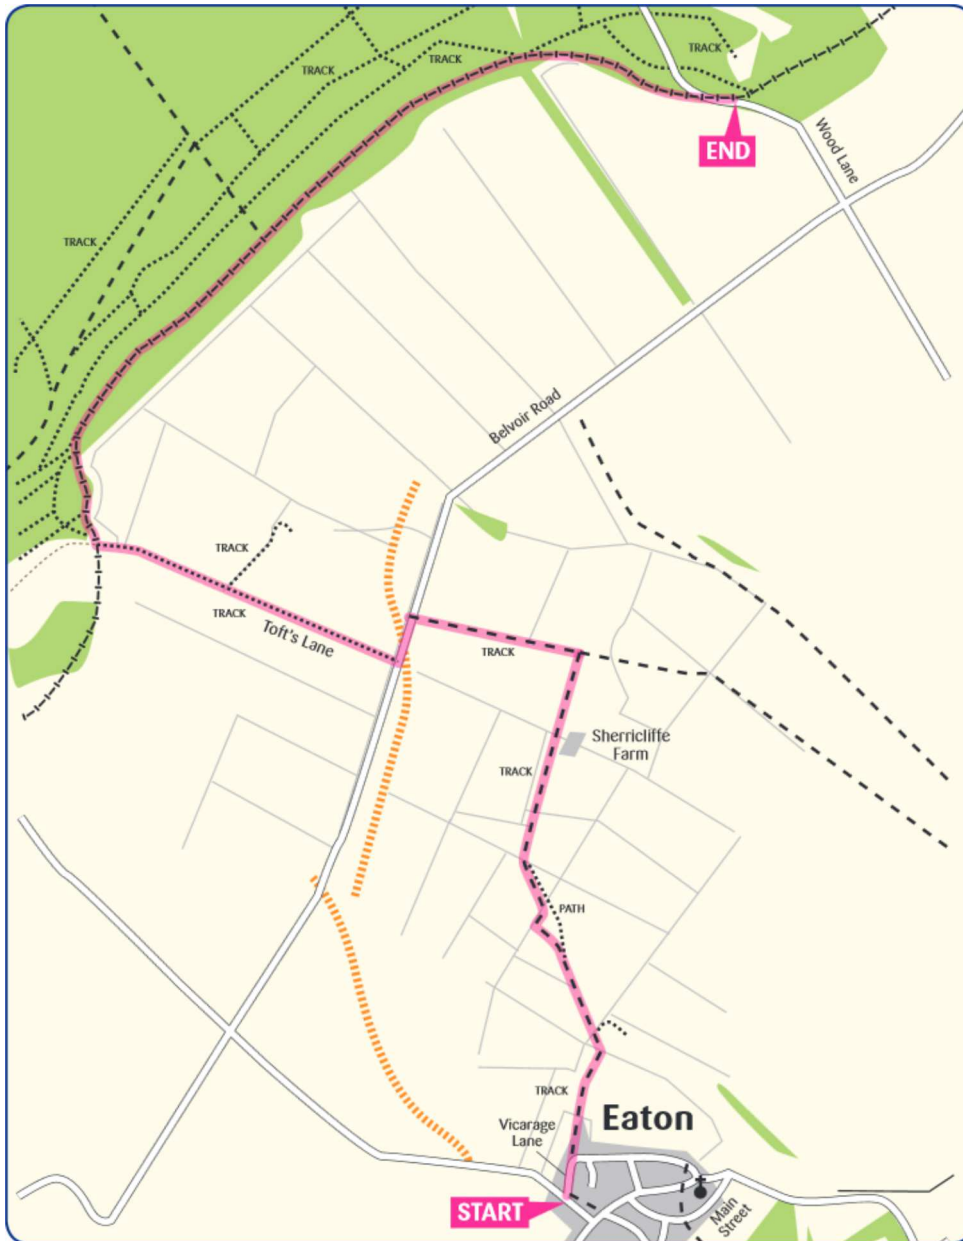 TRACK
TRACK
TRACK
END
Wood Lane
TRACK
Belvoir Road
TRACK
TRACK
Toft's Lane
TRACK
Sherricliffe
Farm
TRACK
PATH
TRACK
Eaton
Vicarage
Lane
START
Main
Street